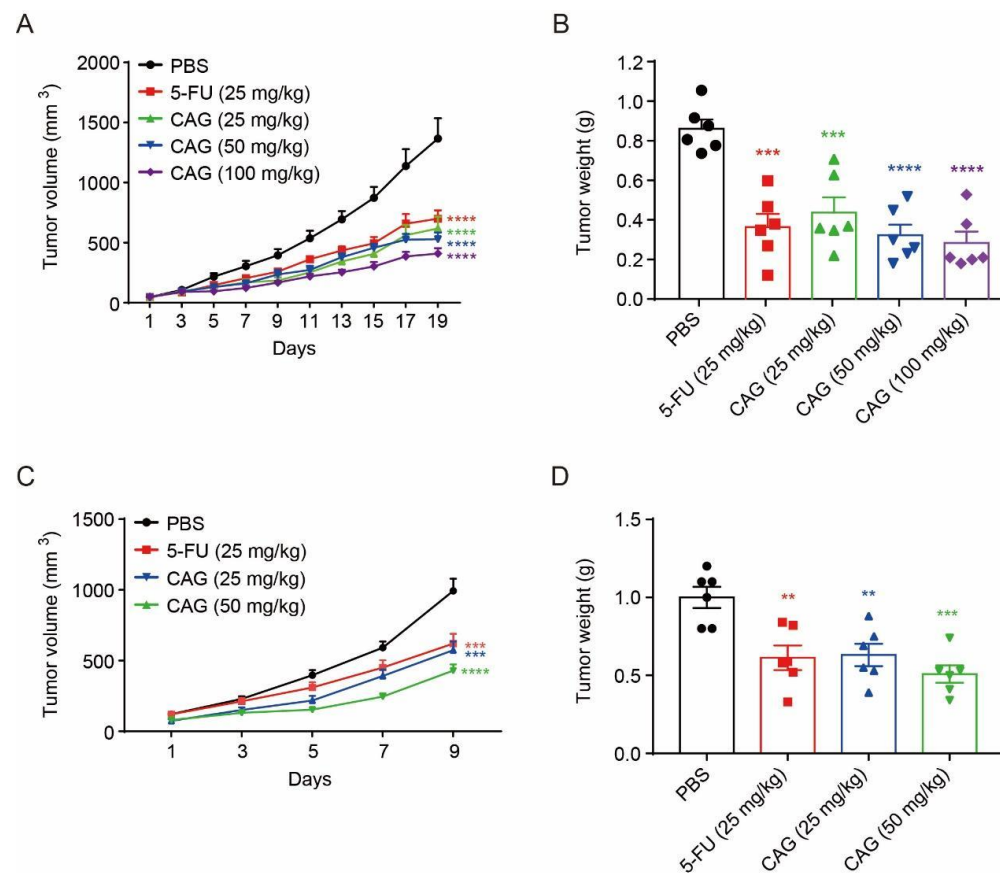 A
Tumor volume (mm 3)
2000
1500
1000
500
0
PBS
5-FU (25 mg/kg)
CAG (25 mg/kg)
CAG (50 mg/kg)
CAG (100 mg/kg)
****
****
****
****
1 3 5 7 9 11 13 15 17 19
Days
B
Tumor weight (g)
1.2
1.0
0.8
0.6
0.4
0.2
0.0
***
***
****
****
PBS
5-FU (25 mg/kg)
CAG (25 mg/kg)
CAG (50 mg/kg)
CAG (100 mg/kg)
C
Tumor volume (mm 3)
1500
1000
500
0
PBS
5-FU (25 mg/kg)
CAG (25 mg/kg)
CAG (50 mg/kg)
***
***
****
1 3 5 7 9
Days
D
Tumor weight (g)
1.5
1.0
0.5
0.0
**
**
***
PBS
5-FU (25 mg/kg)
CAG (25 mg/kg)
CAG (50 mg/kg)